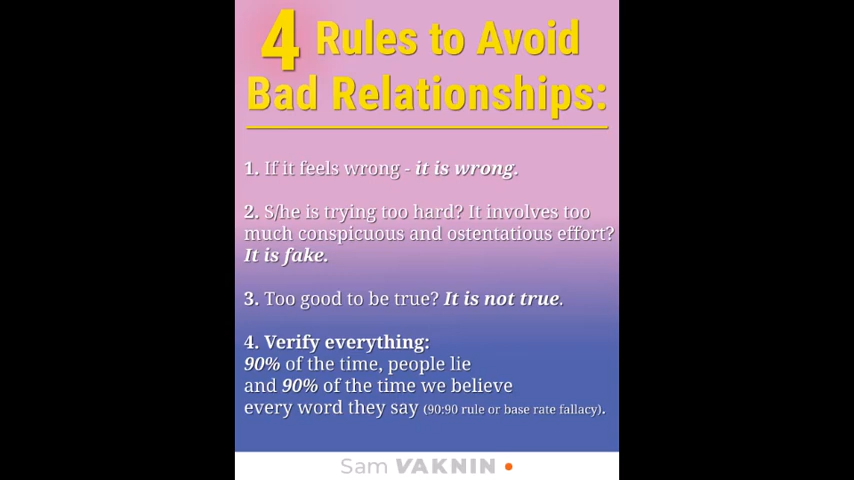 4 Rules to Avoid
Bad Relationships:
1. If it feels wrong - it is wrong.
2. S/he is trying too hard? It involves too
much conspicuous and ostentatious effort?
It is fake.
3. Too good to be true? It is not true.
4. Verify everything:
90% of the time, people lie
and 90% of the time we believe
every word they say (90:90 rule or base rate fallacy).
Sam VAKNIN